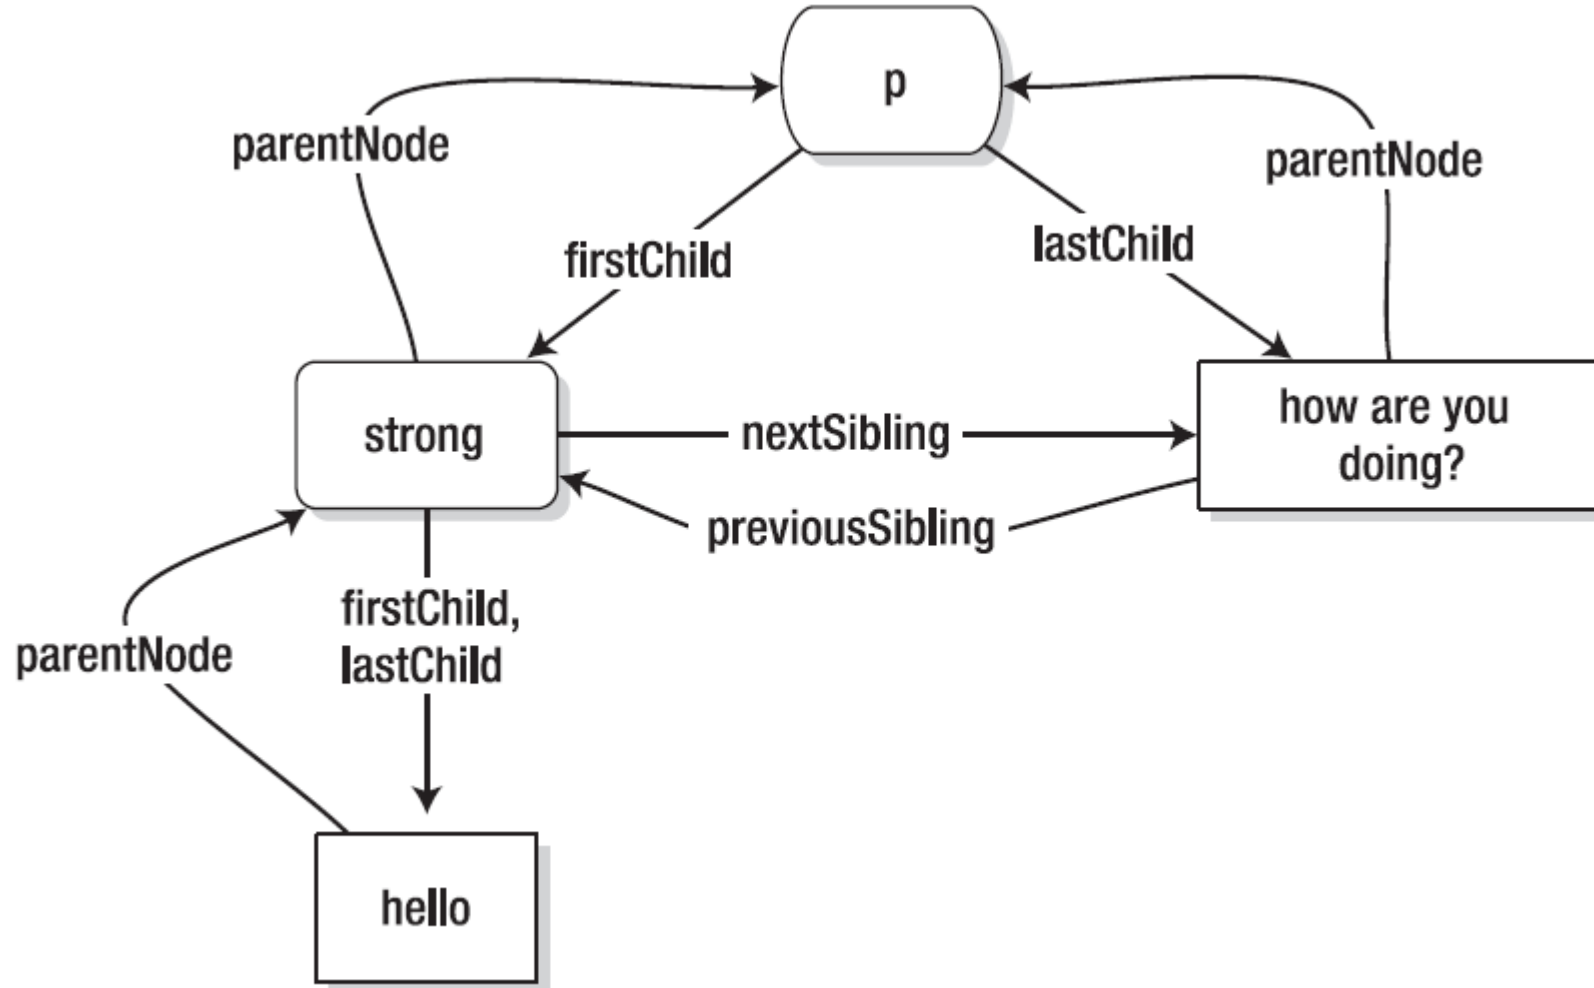 p
parentNode
parentNode
firstChild
lastChild
strong
nextSibling
how are you
doing?
previousSibling
firstChild,
lastChild
parentNode
hello